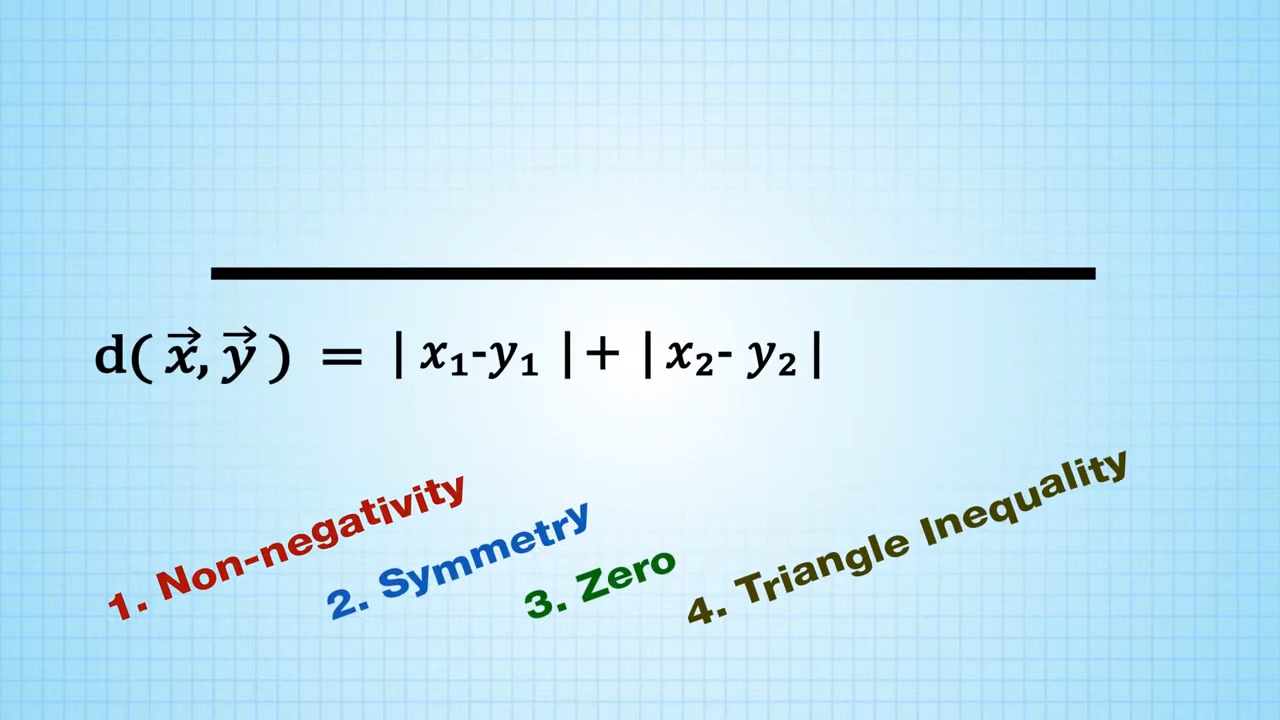 d( x⃗, y⃗ ) = | x₁-y₁ | + | x₂- y₂ |
1. Non-negativity
2. Symmetry
3. Zero
4. Triangle Inequality